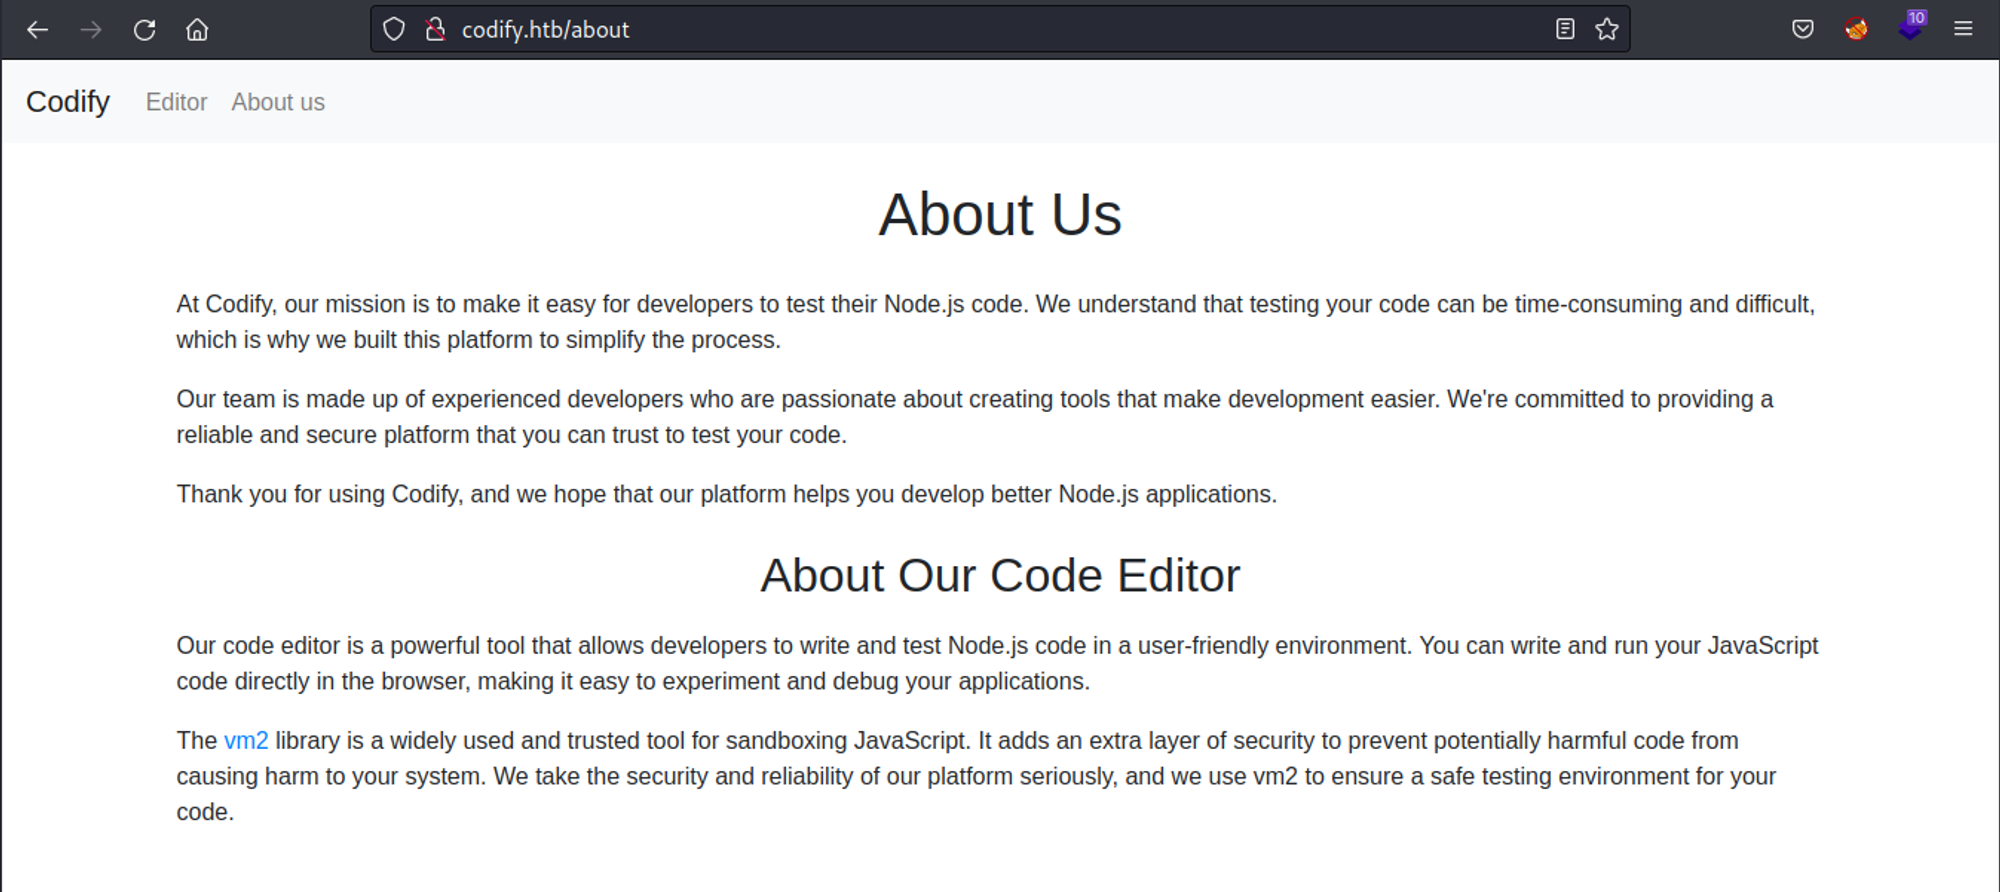 codify.htb/about
10
Codify Editor About us
About Us
At Codify, our mission is to make it easy for developers to test their Node.js code. We understand that testing your code can be time-consuming and difficult,
which is why we built this platform to simplify the process.
Our team is made up of experienced developers who are passionate about creating tools that make development easier. We're committed to providing a
reliable and secure platform that you can trust to test your code.
Thank you for using Codify, and we hope that our platform helps you develop better Node.js applications.
About Our Code Editor
Our code editor is a powerful tool that allows developers to write and test Node.js code in a user-friendly environment. You can write and run your JavaScript
code directly in the browser, making it easy to experiment and debug your applications.
The vm2 library is a widely used and trusted tool for sandboxing JavaScript. It adds an extra layer of security to prevent potentially harmful code from
causing harm to your system. We take the security and reliability of our platform seriously, and we use vm2 to ensure a safe testing environment for your
code.